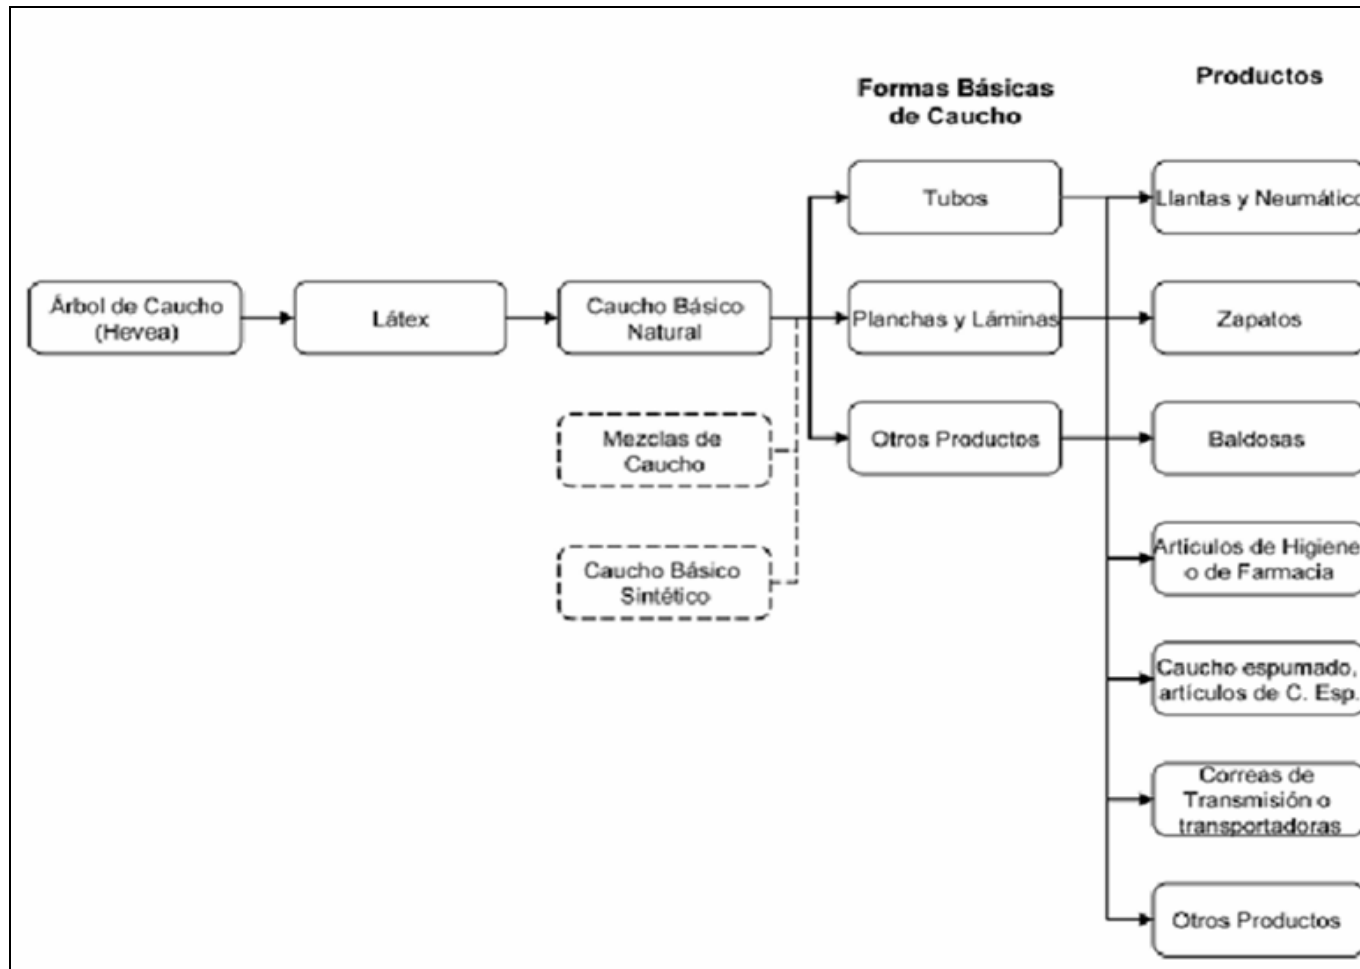 Formas Básicas
de Caucho
Productos
Tubos
Llantas y Neumático
Árbol de Caucho
(Hevea)
Látex
Caucho Básico
Natural
Planchas y Láminas
Zapatos
Mezclas de
Caucho
Otros Productos
Baldosas
Caucho Básico
Sintético
Artículos de Higiene
o de Farmacia
Caucho espumado,
artículos de C. Esp.
Correas de
Transmisión o
transportadoras
Otros Productos